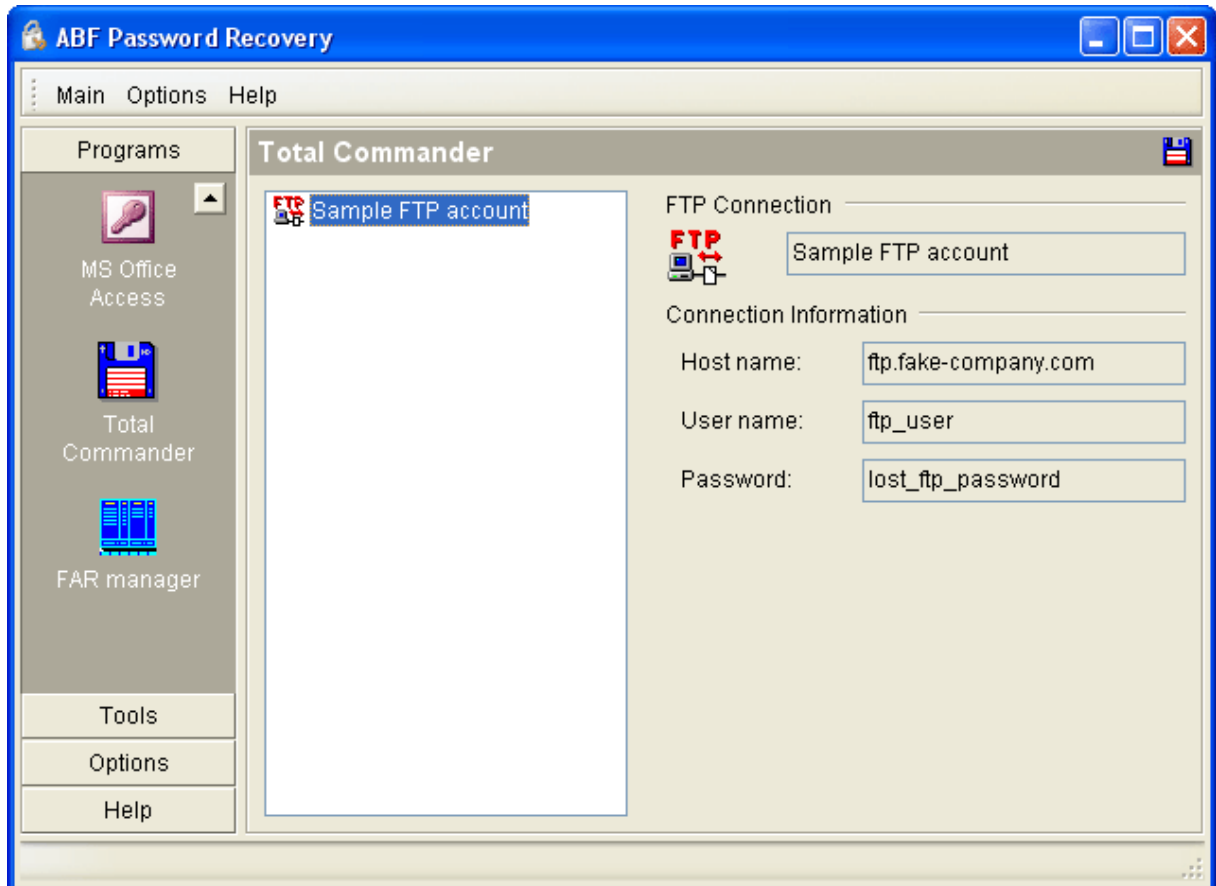 ABF Password Recovery
Main Options Help
Programs
MS Office
Access
Total
Commander
FAR manager
Tools
Options
Help
Total Commander
FTP Sample FTP account
FTP Connection
FTP
Sample FTP account
Connection Information
Host name: ftp.fake-company.com
User name: ftp_user
Password: lost_ftp_password